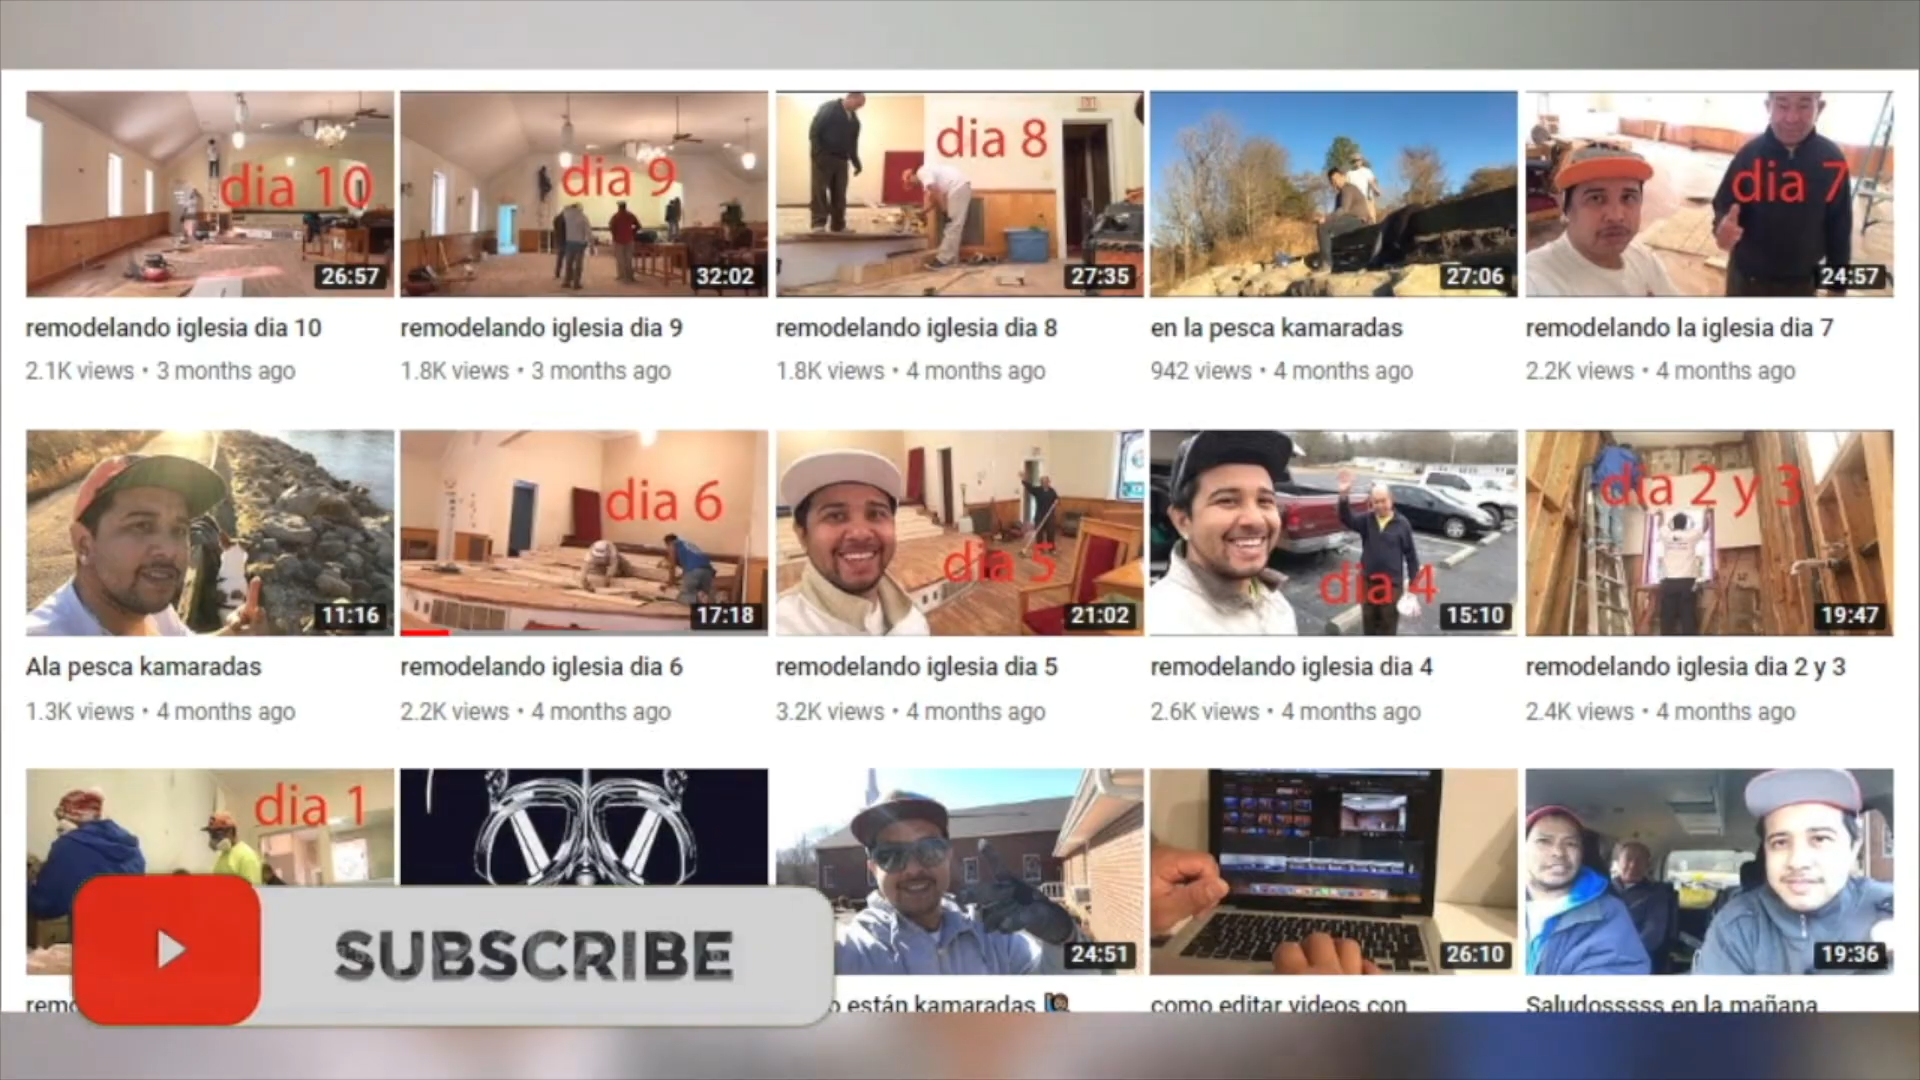 dia 10
26:57
dia 9
32:02
dia 8
27:35
27:06
dia 7
24:57
remodelando iglesia dia 10
remodelando iglesia dia 9
remodelando iglesia dia 8
en la pesca kamaradas
remodelando la iglesia dia 7
2.1K views • 3 months ago
1.8K views • 3 months ago
1.8K views • 4 months ago
942 views • 4 months ago
2.2K views • 4 months ago
11:16
dia 6
17:18
dia 5
21:02
dia 4
15:10
dia 2 y 3
19:47
Ala pesca kamaradas
remodelando iglesia dia 6
remodelando iglesia dia 5
remodelando iglesia dia 4
remodelando iglesia dia 2 y 3
1.3K views • 4 months ago
2.2K views • 4 months ago
3.2K views • 4 months ago
2.6K views • 4 months ago
2.4K views • 4 months ago
dia 1
24:51
26:10
19:36
SUBSCRIBE
están kamaradas
como editar videos con
Saludosssss en la mañana